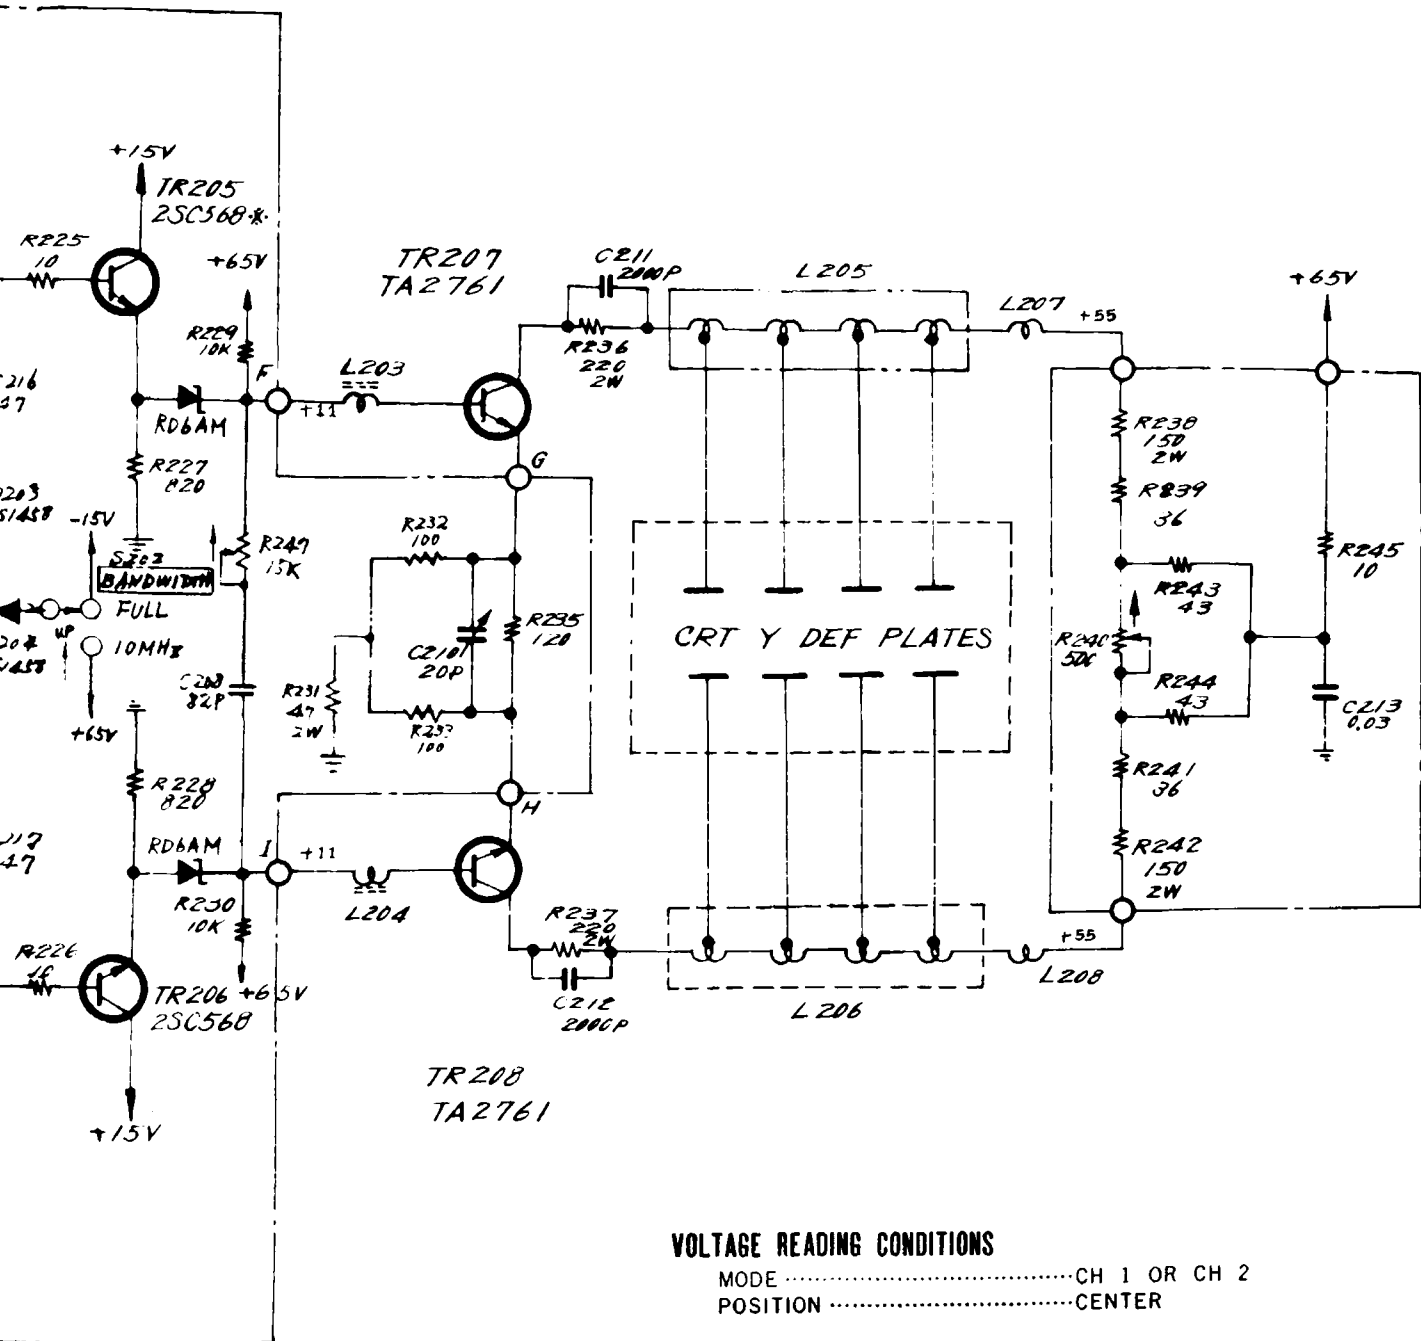 +15V
TR205
2SC568*
R225
10
+65V
TR207
TA2761
C211
2000P
L205
L207
+55
+65V
R229
10K
R236
220
2W
L203
F
+11
RD6AM
R227
820
G
R238
150
2W
R239
36
-15V
R232
100
R247
15K
S203
BANDWIDTH
FULL
UP
10MHz
R245
10
R243
43
R235
120
CRT Y DEF PLATES
R240
500
C210
20P
C208
82P
R231
47
2W
R244
43
C213
0.03
+65V
R233
100
R228
820
R241
36
H
RD6AM
I
+11
R242
150
2W
R230
10K
L204
R237
220
2W
+55
L208
R226
10
TR206
+65V
2SC568
C212
2000P
L206
TR208
TA2761
+15V
VOLTAGE READING CONDITIONS
MODE ................................ CH 1 OR CH 2
POSITION ........................... CENTER